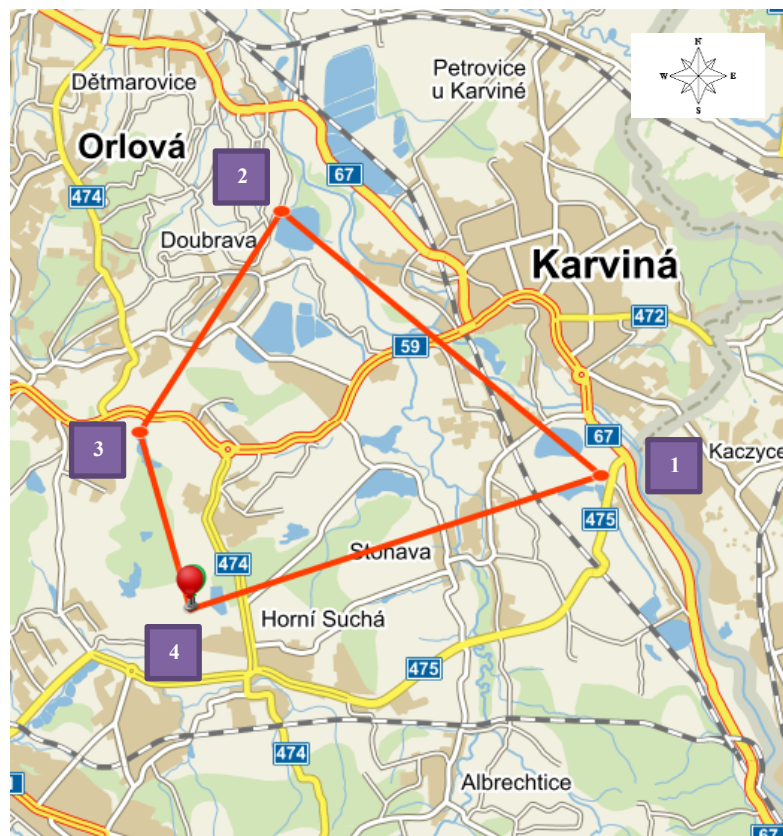 N
W E
S
Petrovice
u Karviné
Dětmarovice
Orlová
2
67
474
Doubrava
Karviná
472
59
3
67
1
Kaczyce
475
Stonava
474
Horní Suchá
4
475
474
Albrechtice
67